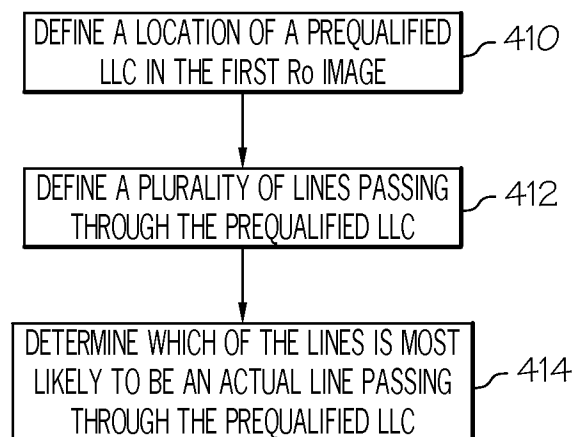 DEFINE A LOCATION OF A PREQUALIFIED
LLC IN THE FIRST Ro IMAGE
410
DEFINE A PLURALITY OF LINES PASSING
THROUGH THE PREQUALIFIED LLC
412
DETERMINE WHICH OF THE LINES IS MOST
LIKELY TO BE AN ACTUAL LINE PASSING
THROUGH THE PREQUALIFIED LLC
414